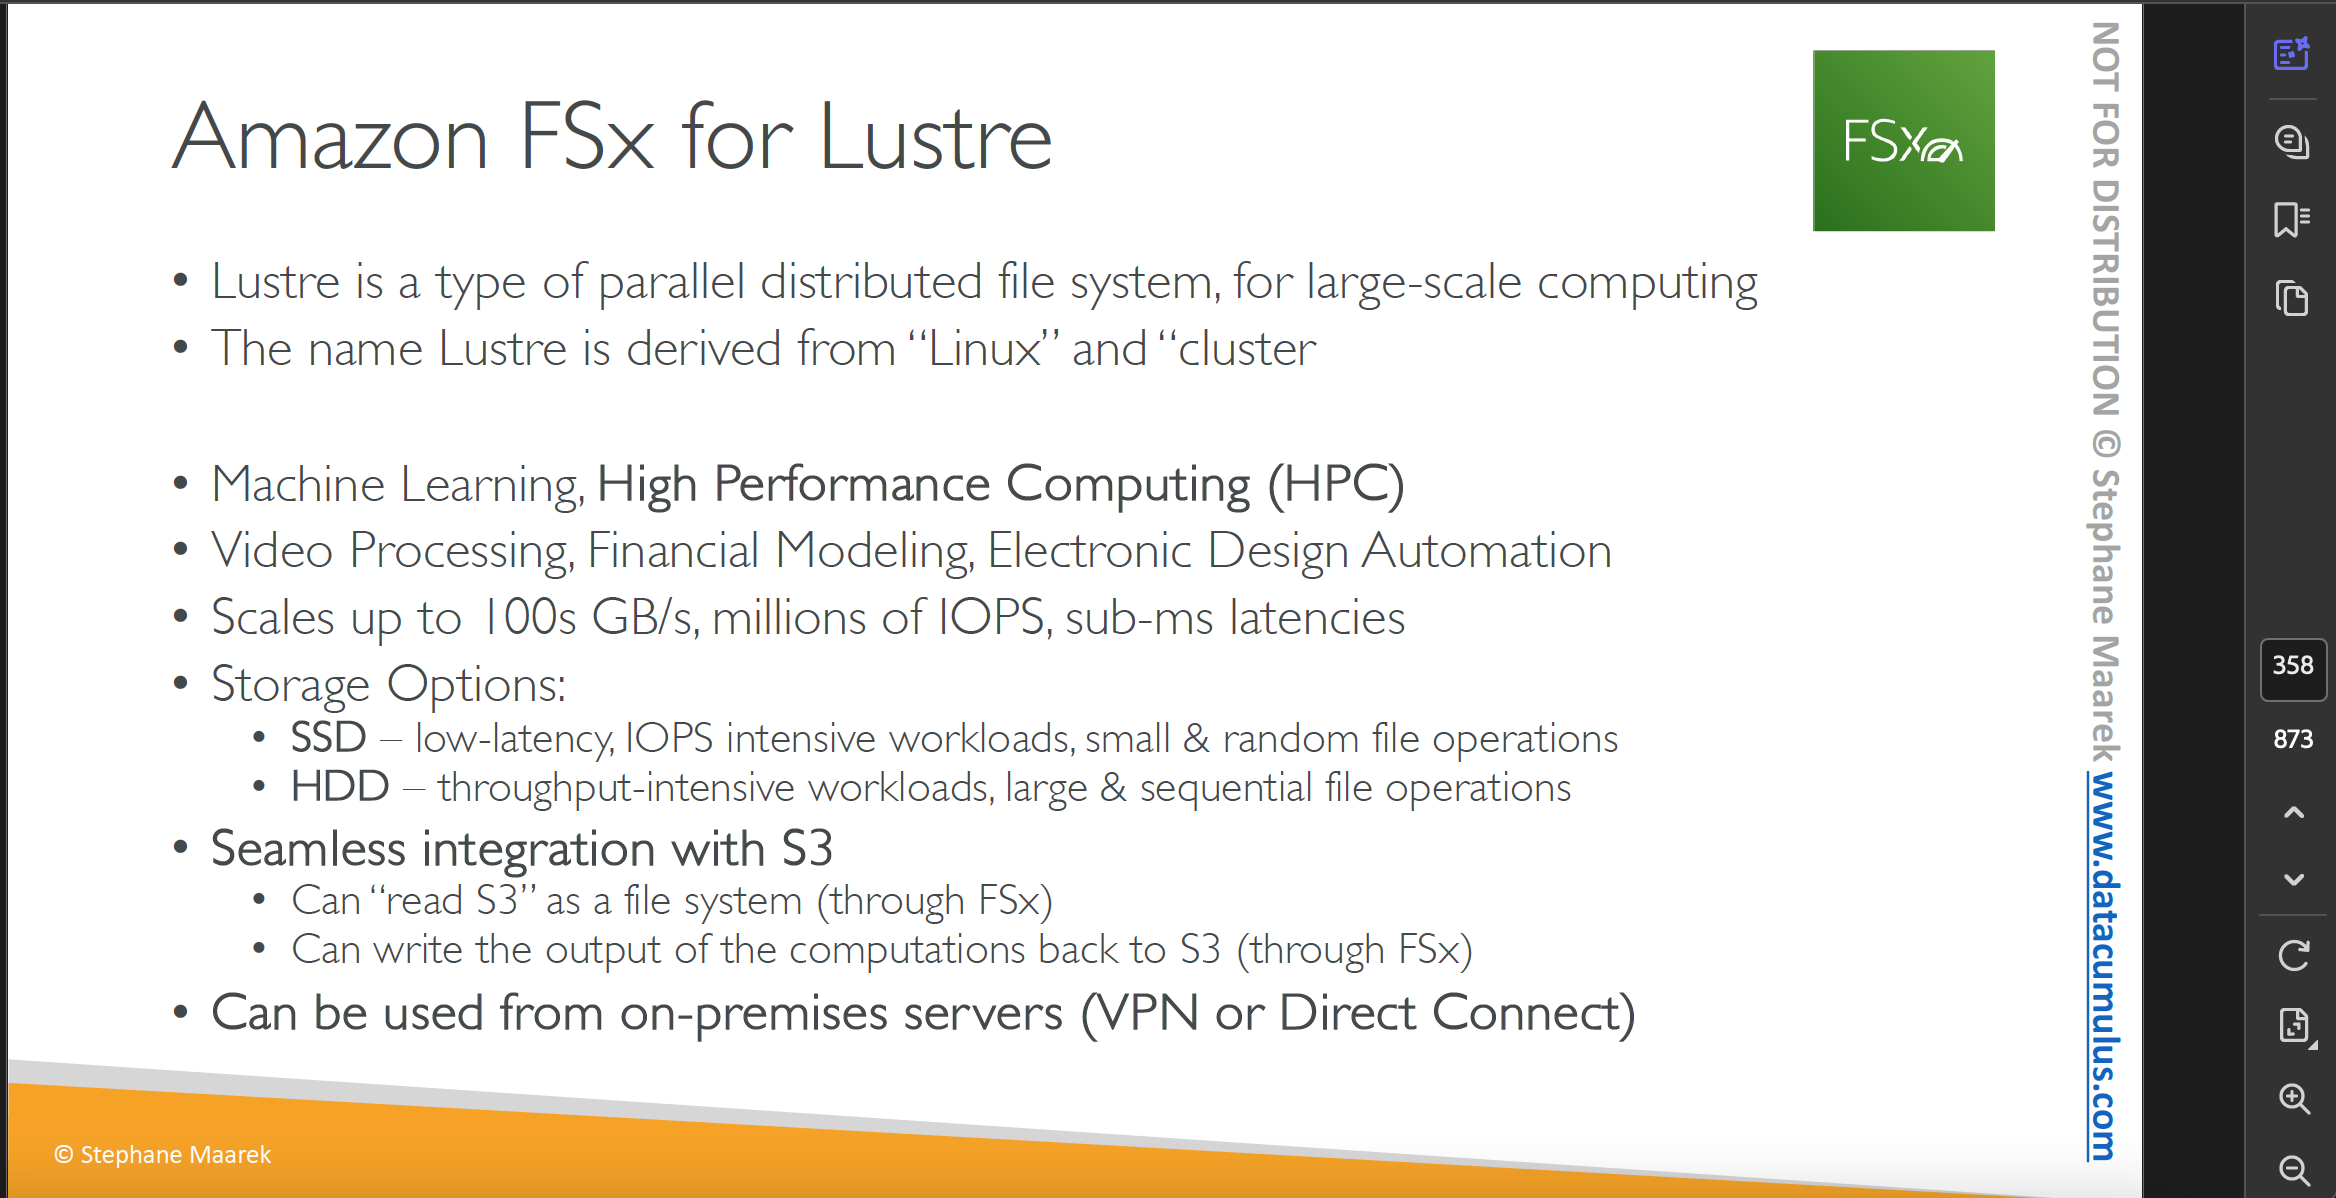 Amazon FSx for Lustre
FSx
• Lustre is a type of parallel distributed file system, for large-scale computing
• The name Lustre is derived from “Linux” and “cluster
• Machine Learning, High Performance Computing (HPC)
• Video Processing, Financial Modeling, Electronic Design Automation
• Scales up to 100s GB/s, millions of IOPS, sub-ms latencies
• Storage Options:
• SSD – low-latency, IOPS intensive workloads, small & random file operations
• HDD – throughput-intensive workloads, large & sequential file operations
• Seamless integration with S3
• Can “read S3” as a file system (through FSx)
• Can write the output of the computations back to S3 (through FSx)
• Can be used from on-premises servers (VPN or Direct Connect)
© Stephane Maarek
NOT FOR DISTRIBUTION © Stephane Maarek www.datacumulus.com
358
873